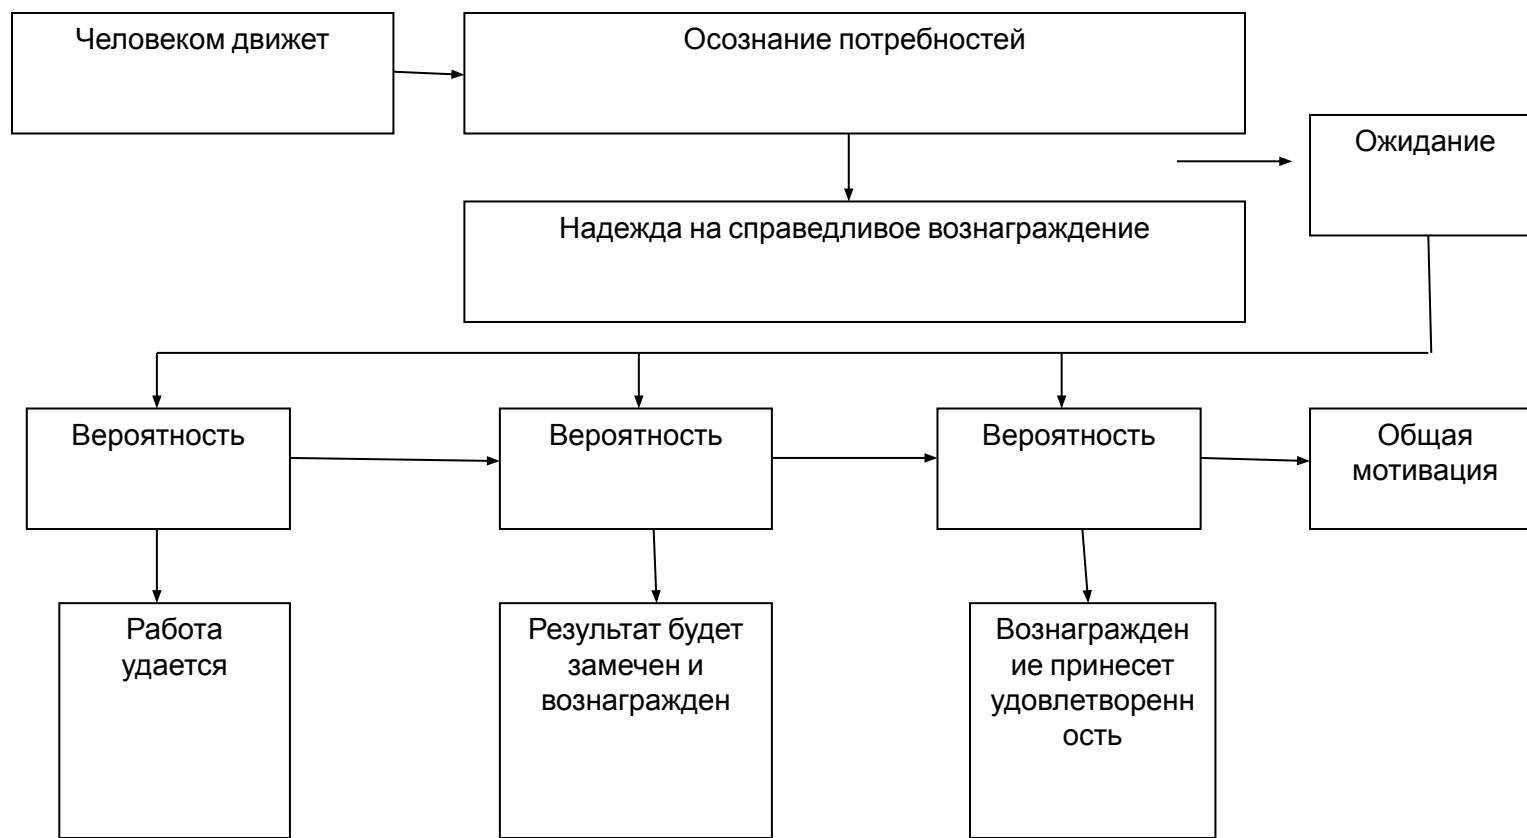 Человеком движет
Осознание потребностей
Ожидание
Надежда на справедливое вознаграждение
Вероятность
Вероятность
Вероятность
Общая
мотивация
Работа
удается
Результат будет
замечен и
вознагражден
Вознагражден
ие принесет
удовлетворенн
ость